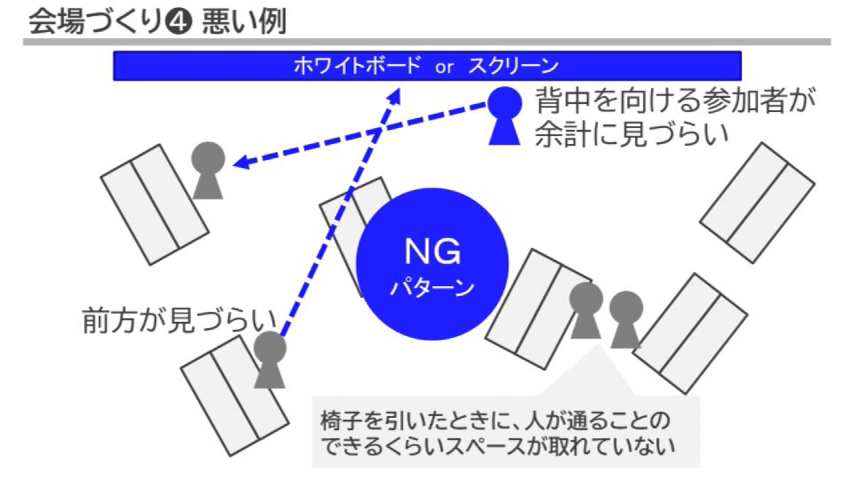 会場づくり❹ 悪い例
ホワイトボード or スクリーン
背中を向ける参加者が
余計に見づらい
NG
パターン
前方が見づらい
椅子を引いたときに、人が通ることの
できるくらいスペースが取れていない